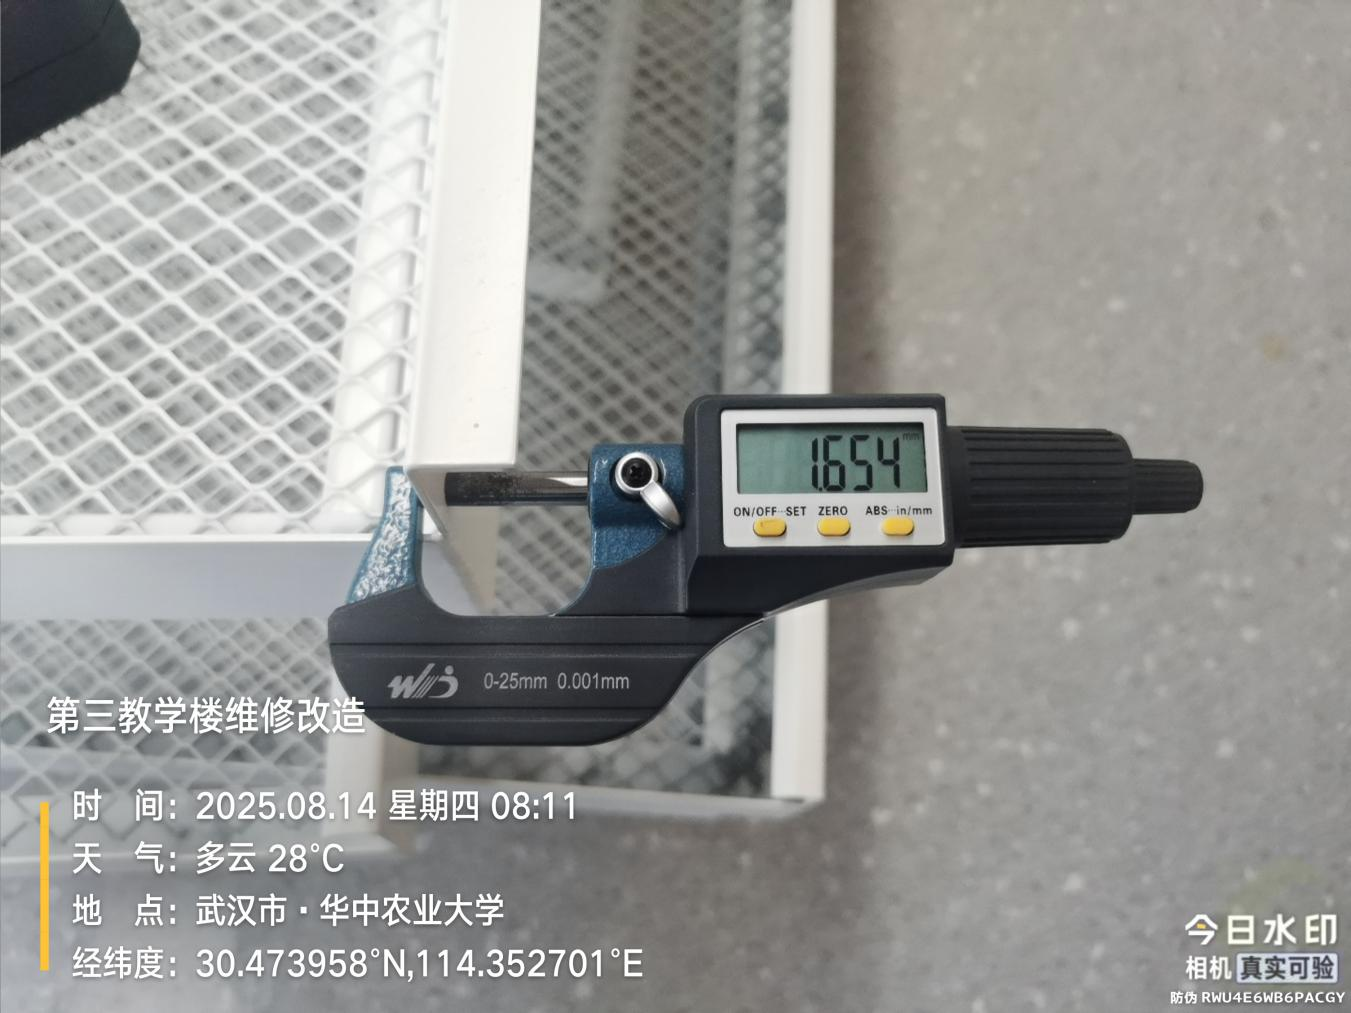 1.654 mm
ON/OFF··SET ZERO ABS··in/mm
0-25mm 0.001mm
第三教学楼维修改造
时 间：2025.08.14 星期四 08:11
天 气：多云 28°C
地 点：武汉市·华中农业大学
经纬度：30.473958°N,114.352701°E
今日水印
相机 真实可验
防伪 RWU4E6WB6PACGY